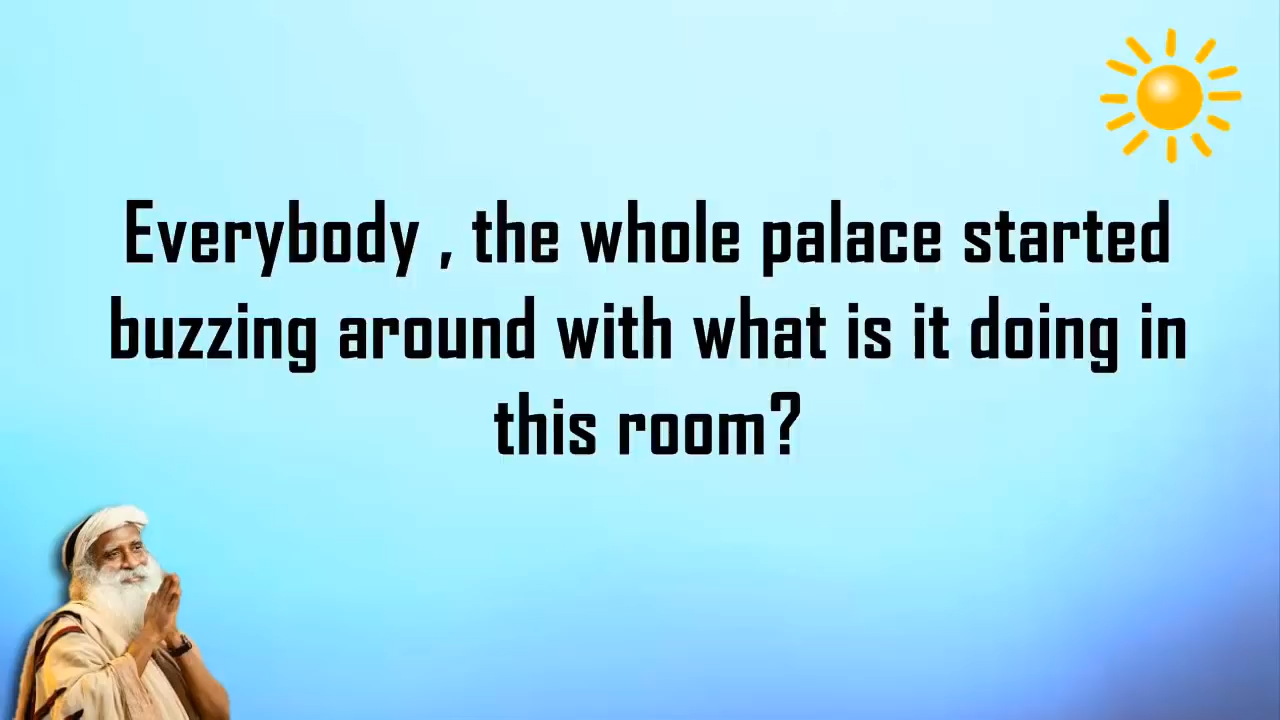 Everybody , the whole palace started
buzzing around with what is it doing in
this room?